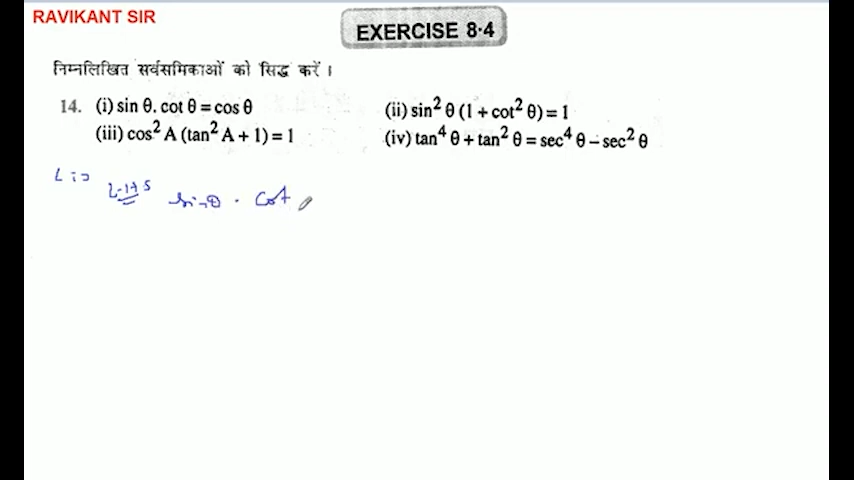 RAVIKANT SIR
EXERCISE 8·4
निम्नलिखित सर्वसमिकाओं को सिद्ध करें ।
14. (i) sin θ. cot θ = cos θ (ii) sin² θ (1 + cot² θ) = 1
(iii) cos² A (tan² A + 1) = 1 (iv) tan⁴ θ + tan² θ = sec⁴ θ – sec² θ
(i)
L.H.S sinθ · cot